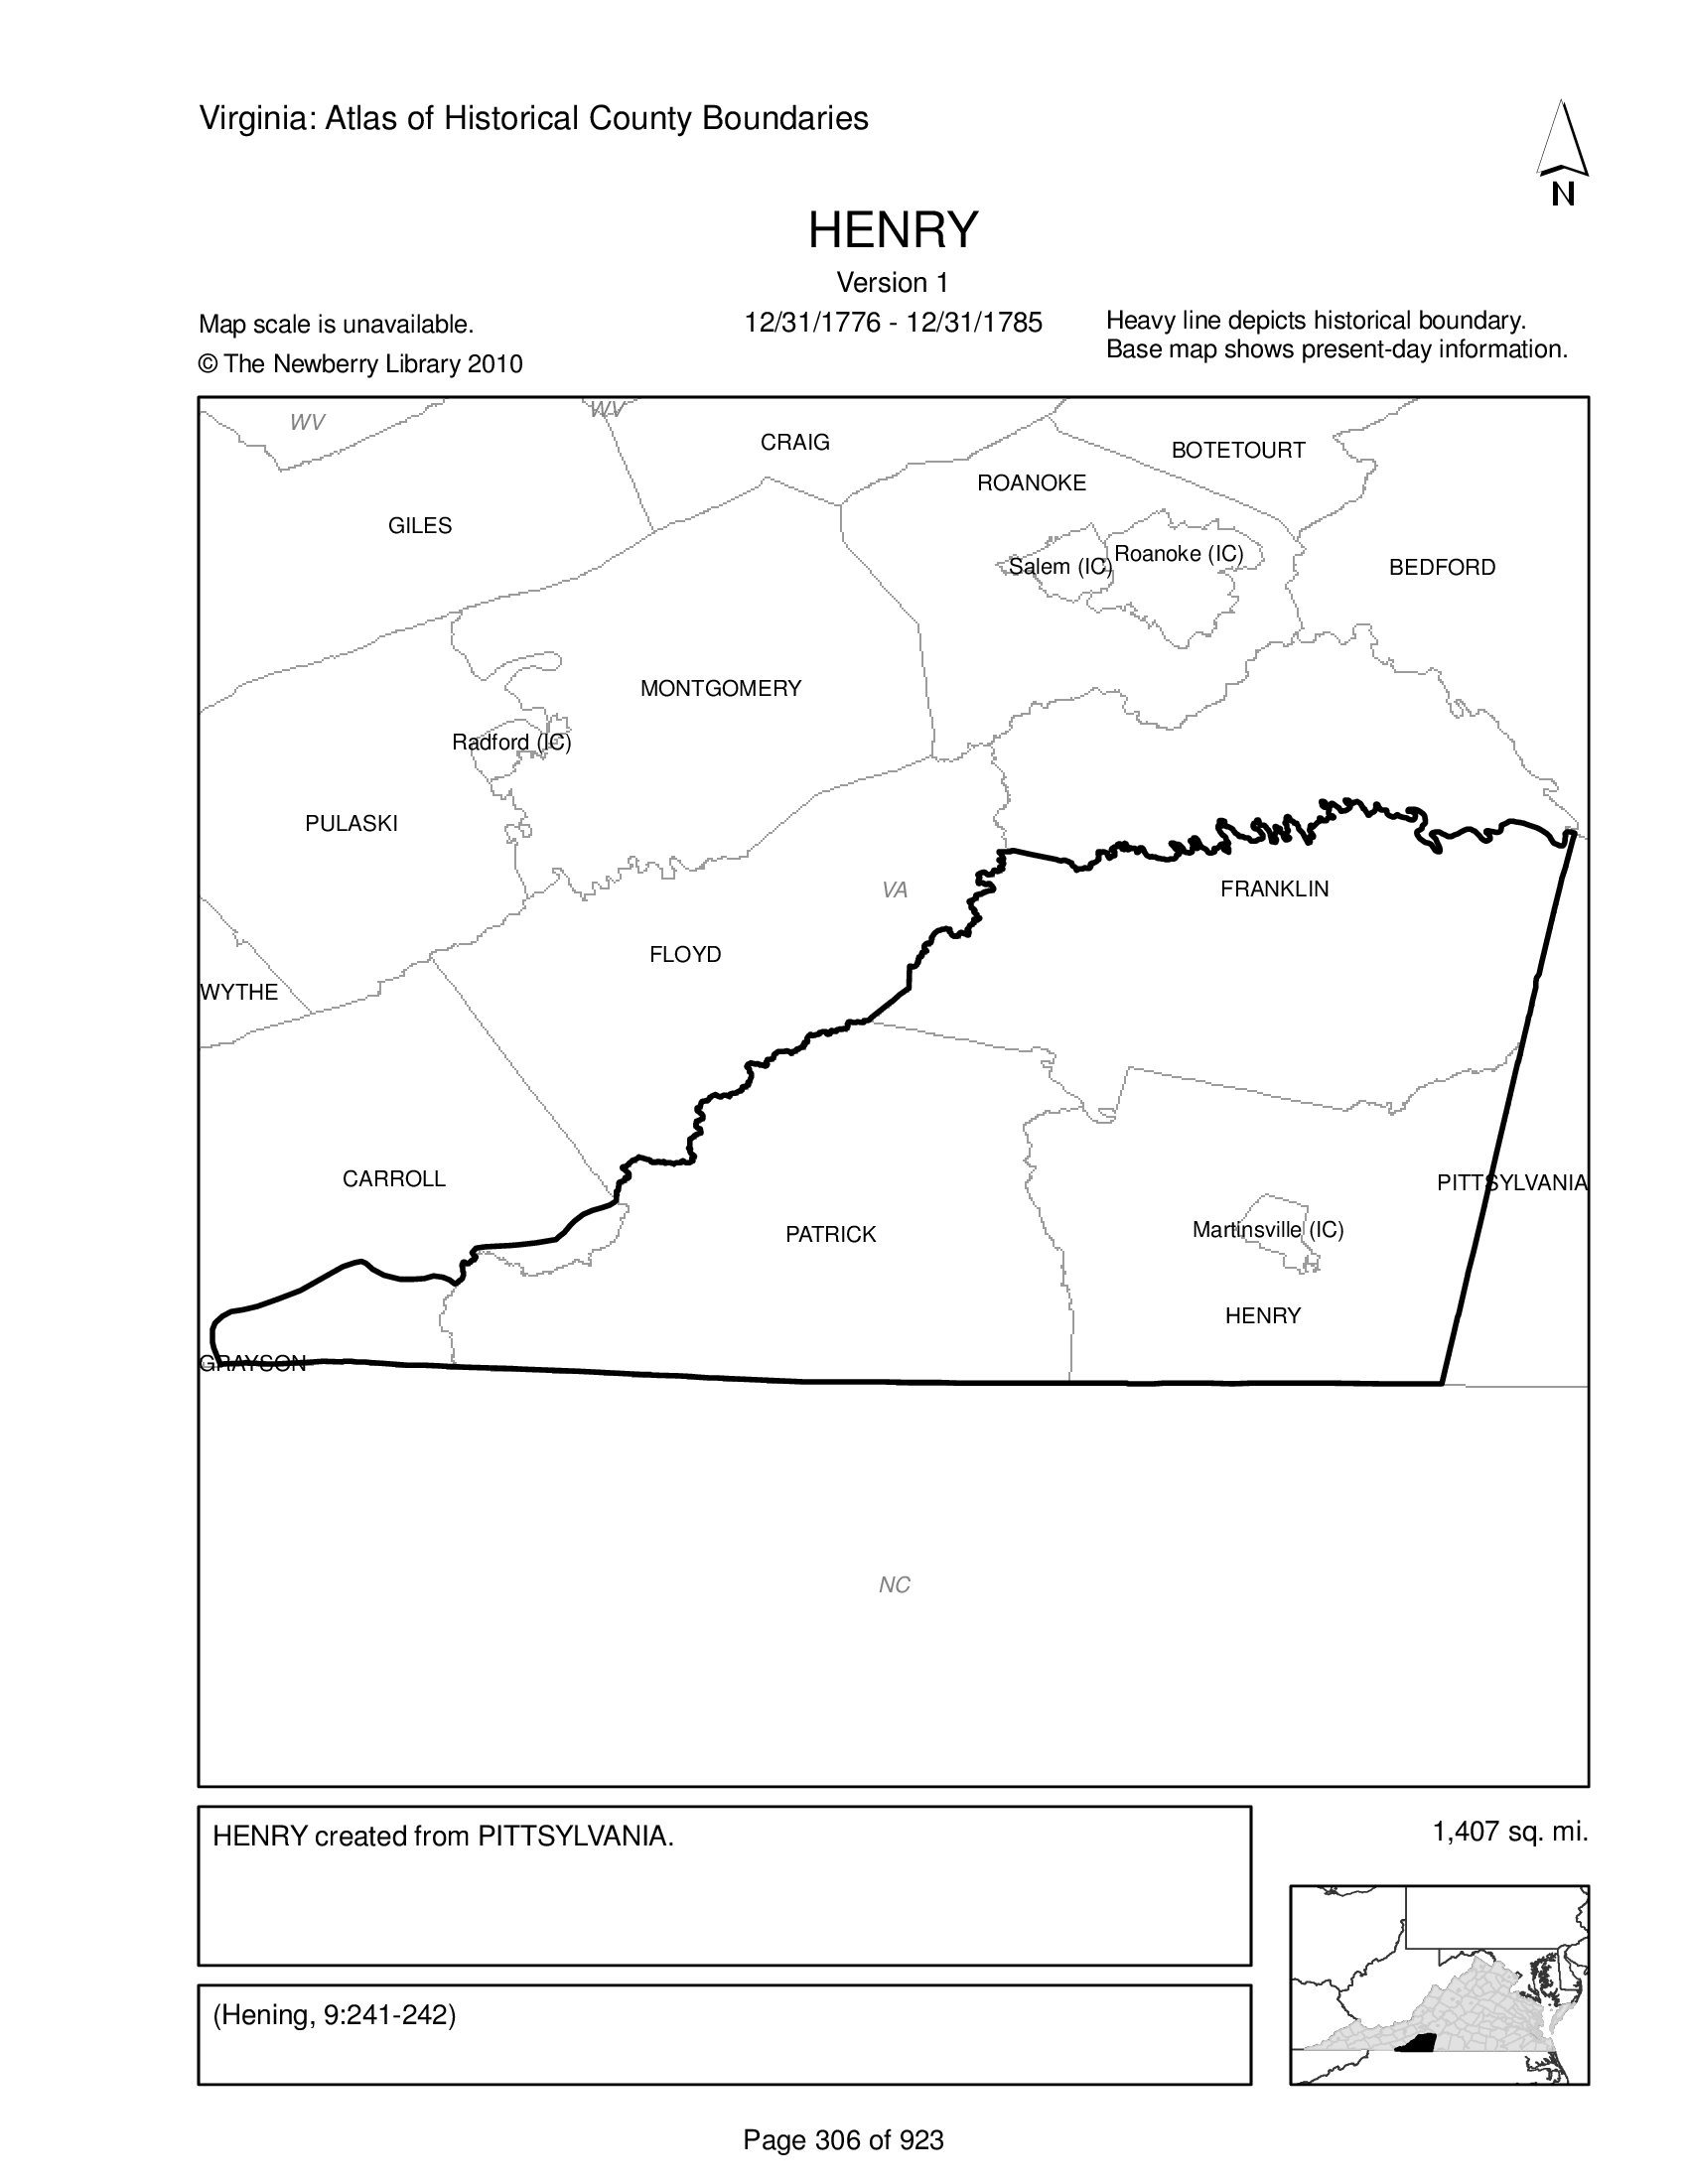 Virginia: Atlas of Historical County Boundaries
N
HENRY
Version 1
12/31/1776 - 12/31/1785
Map scale is unavailable.
© The Newberry Library 2010
Heavy line depicts historical boundary.
Base map shows present-day information.
WV
WV
CRAIG
BOTETOURT
ROANOKE
GILES
Salem (IC)
Roanoke (IC)
BEDFORD
MONTGOMERY
Radford (IC)
PULASKI
VA
FRANKLIN
FLOYD
WYTHE
CARROLL
PITTSYLVANIA
PATRICK
Martinsville (IC)
HENRY
GRAYSON
NC
HENRY created from PITTSYLVANIA.
1,407 sq. mi.
(Hening, 9:241-242)
Page 306 of 923